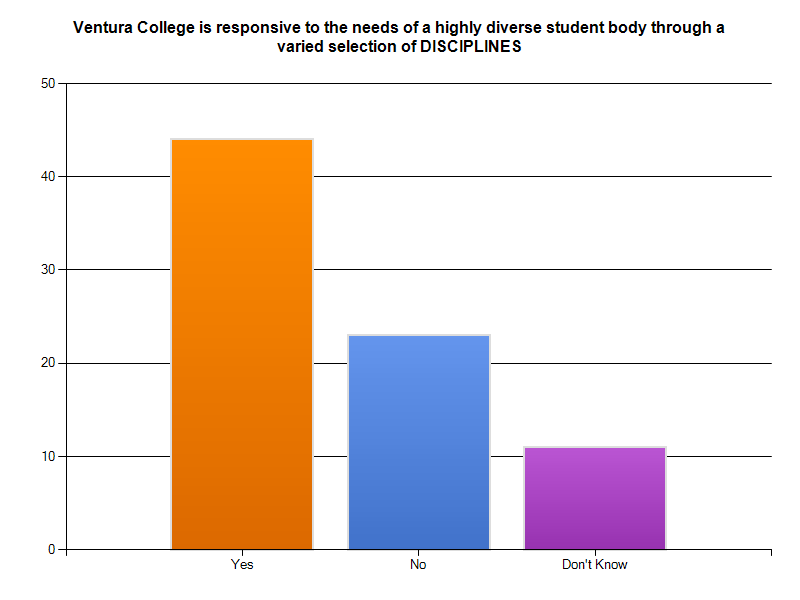 Ventura College is responsive to the needs of a highly diverse student body through a
varied selection of DISCIPLINES
50
40
30
20
10
0
Yes
No
Don't Know